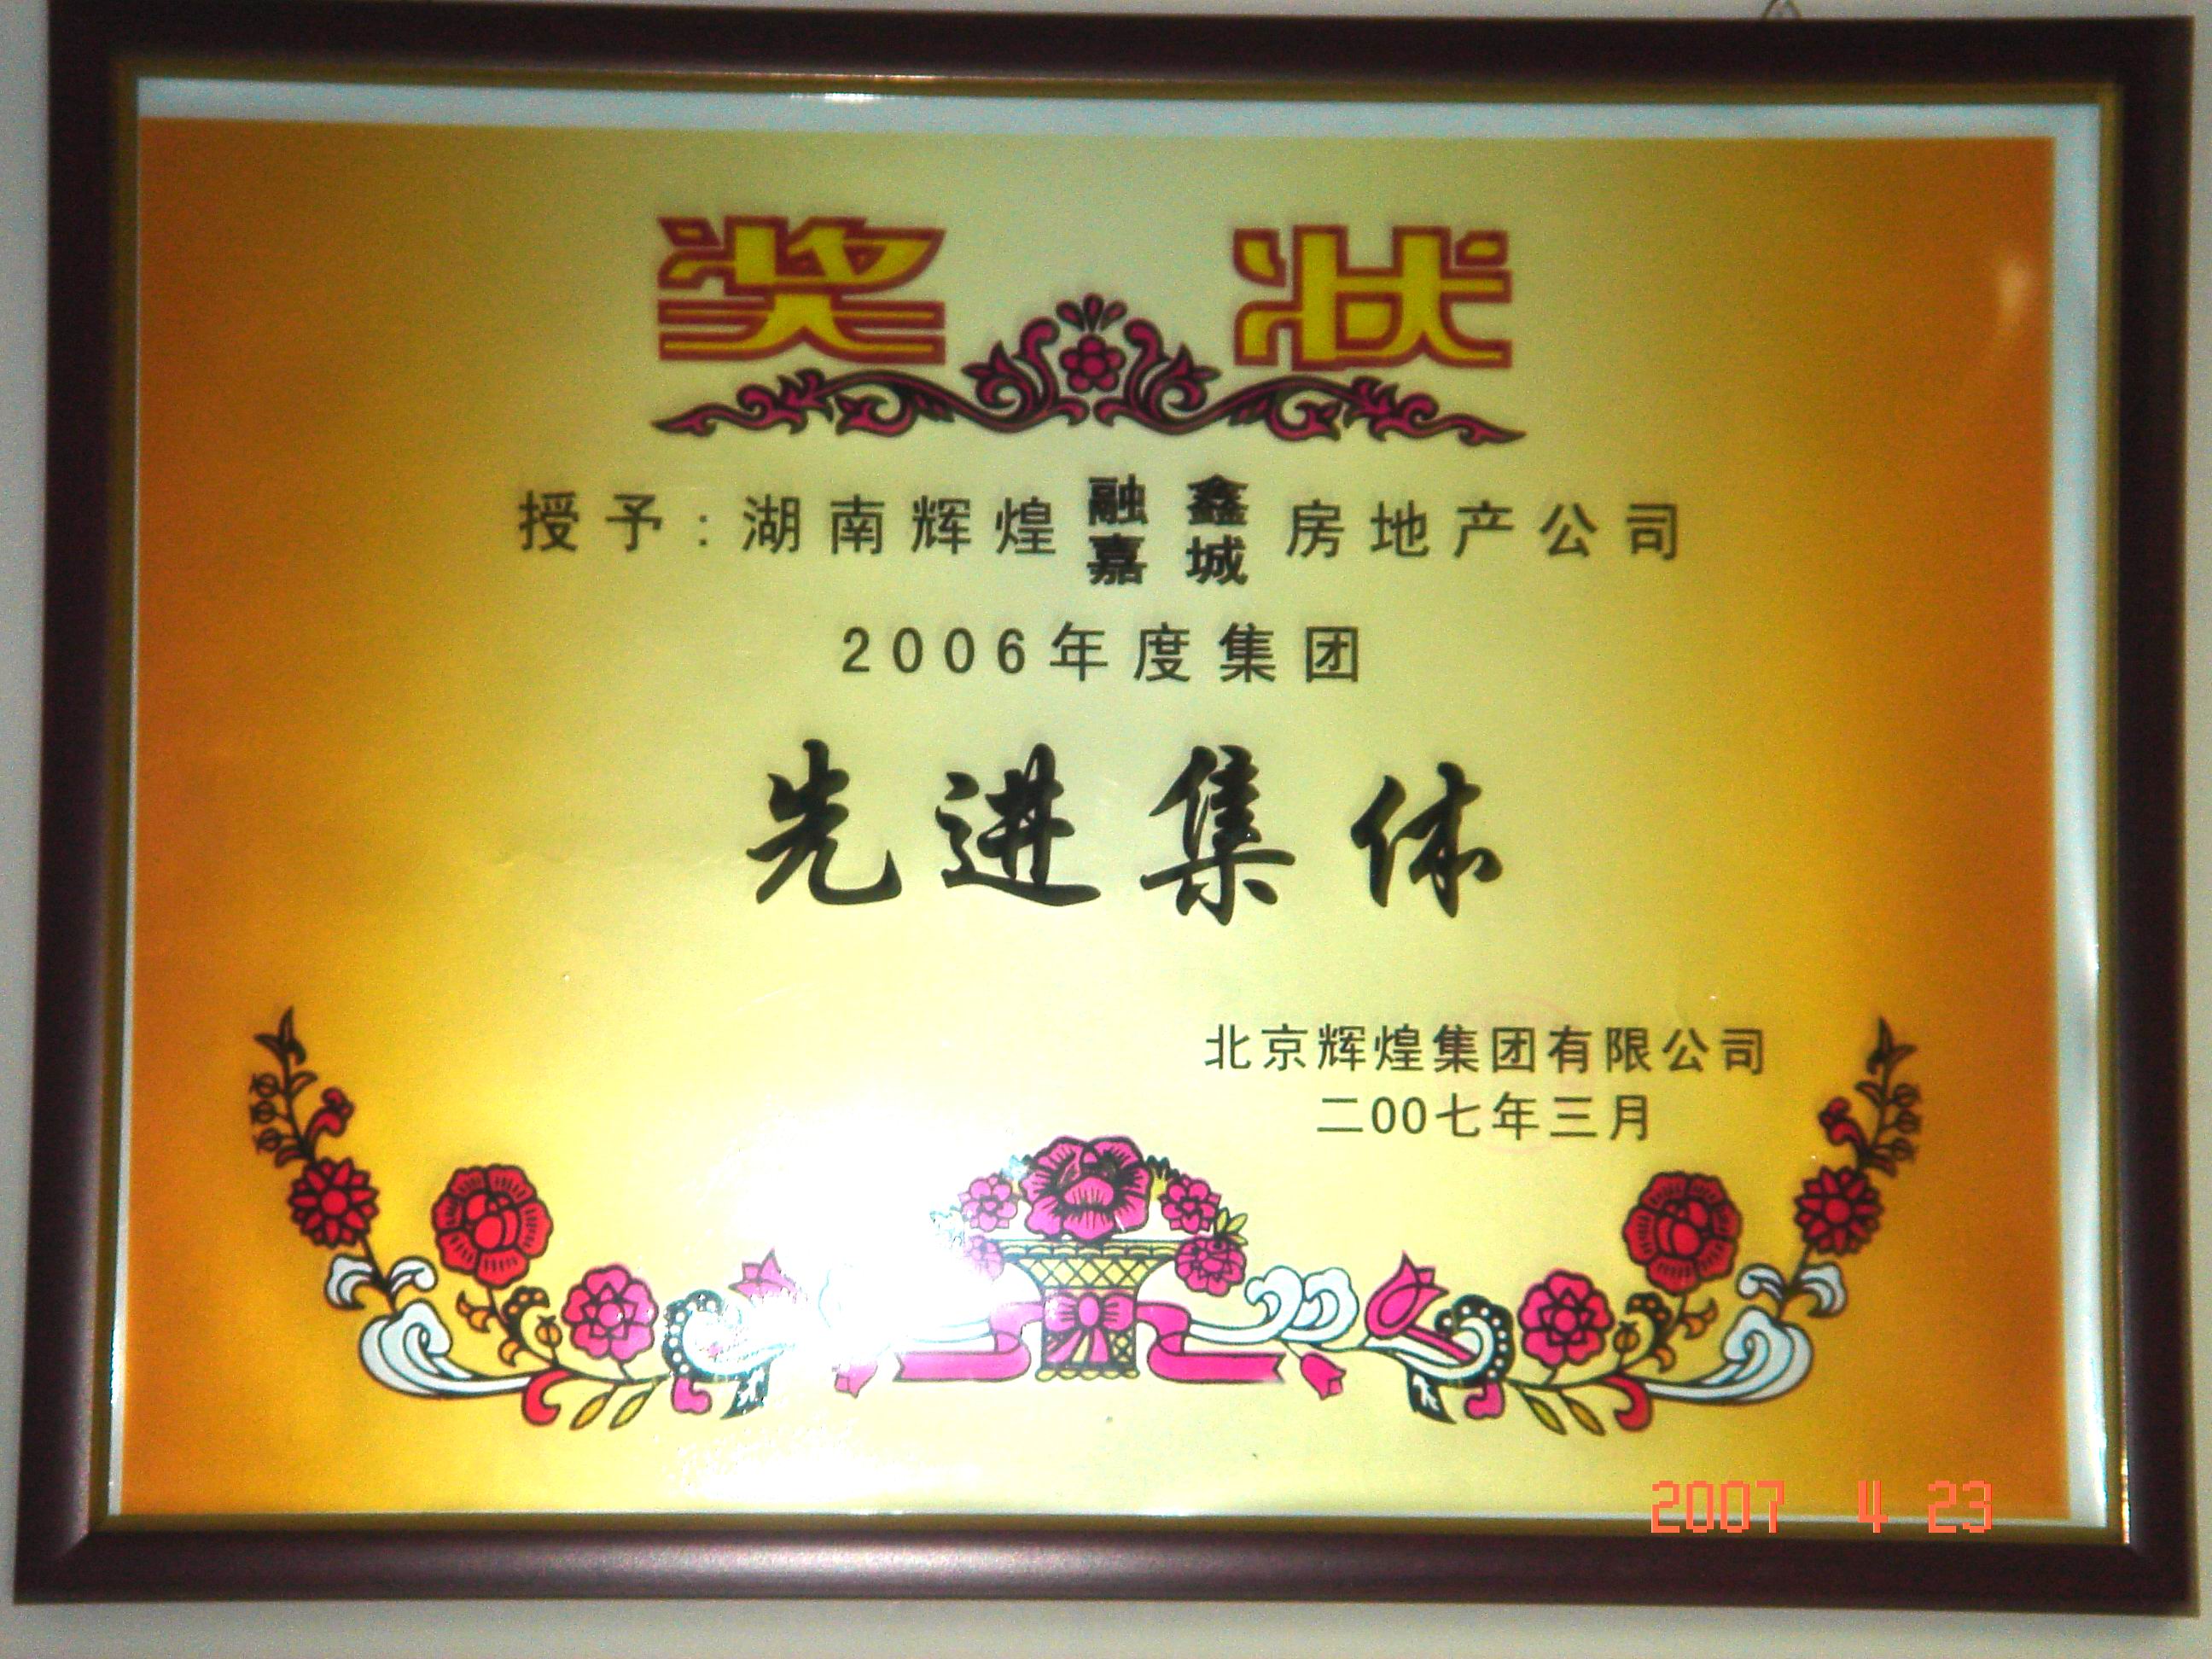 奖状
授予:湖南辉煌融鑫嘉城房地产公司
2006年度集团
先进集体
北京辉煌集团有限公司
二00七年三月
2007 4 23